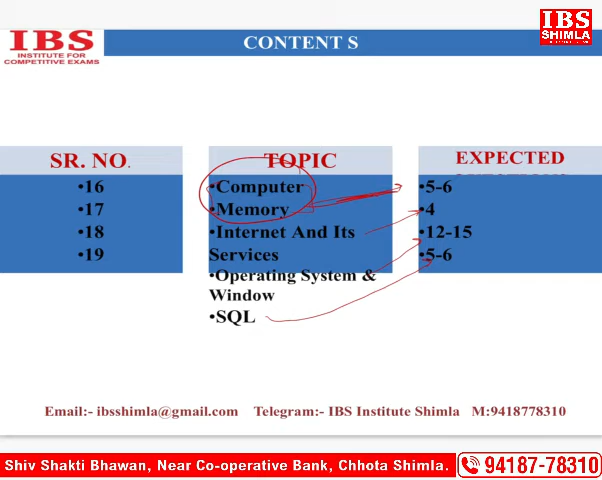 IBS
INSTITUTE FOR
COMPETITIVE EXAMS
CONTENT S
IBS
SHIMLA
SR. NO.
•16
•17
•18
•19
TOPIC
•Computer
•Memory
•Internet And Its
Services
•Operating System &
Window
•SQL
EXPECTED
•5-6
•4
•12-15
•5-6
Email:- ibsshimla@gmail.com Telegram:- IBS Institute Shimla M:9418778310
Shiv Shakti Bhawan, Near Co-operative Bank, Chhota Shimla. 94187-78310